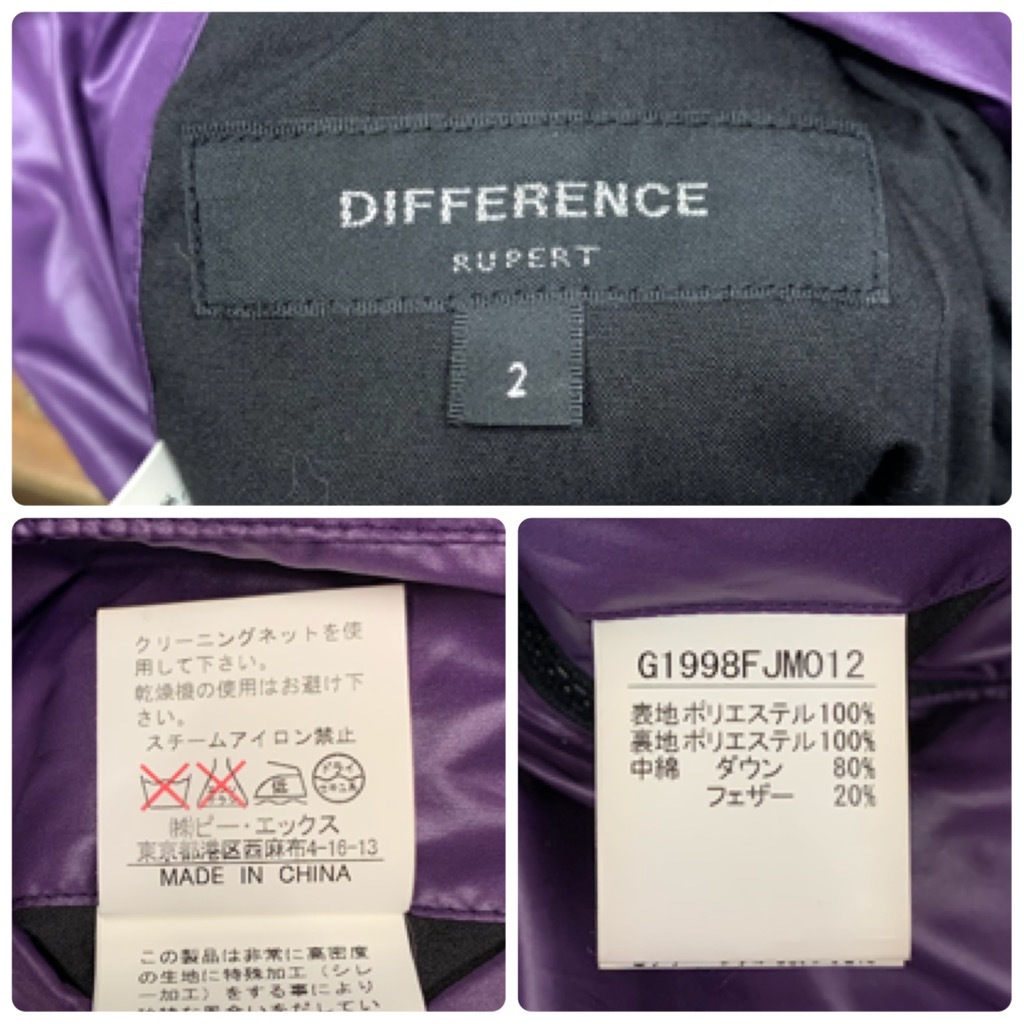 DIFFERENCE
RUPERT
2
クリーニングネットを使
用して下さい。
乾燥機の使用はお避け下
さい。
スチームアイロン禁止
低 ドライ
㈱ビー・エックス
東京都港区西麻布4-16-13
MADE IN CHINA
この製品は非常に高密度
の生地に特殊加工(シレ
ー加工)をする事により
G1998FJM012
表地ポリエステル100%
裏地ポリエステル100%
中綿 ダウン 80%
フェザー 20%